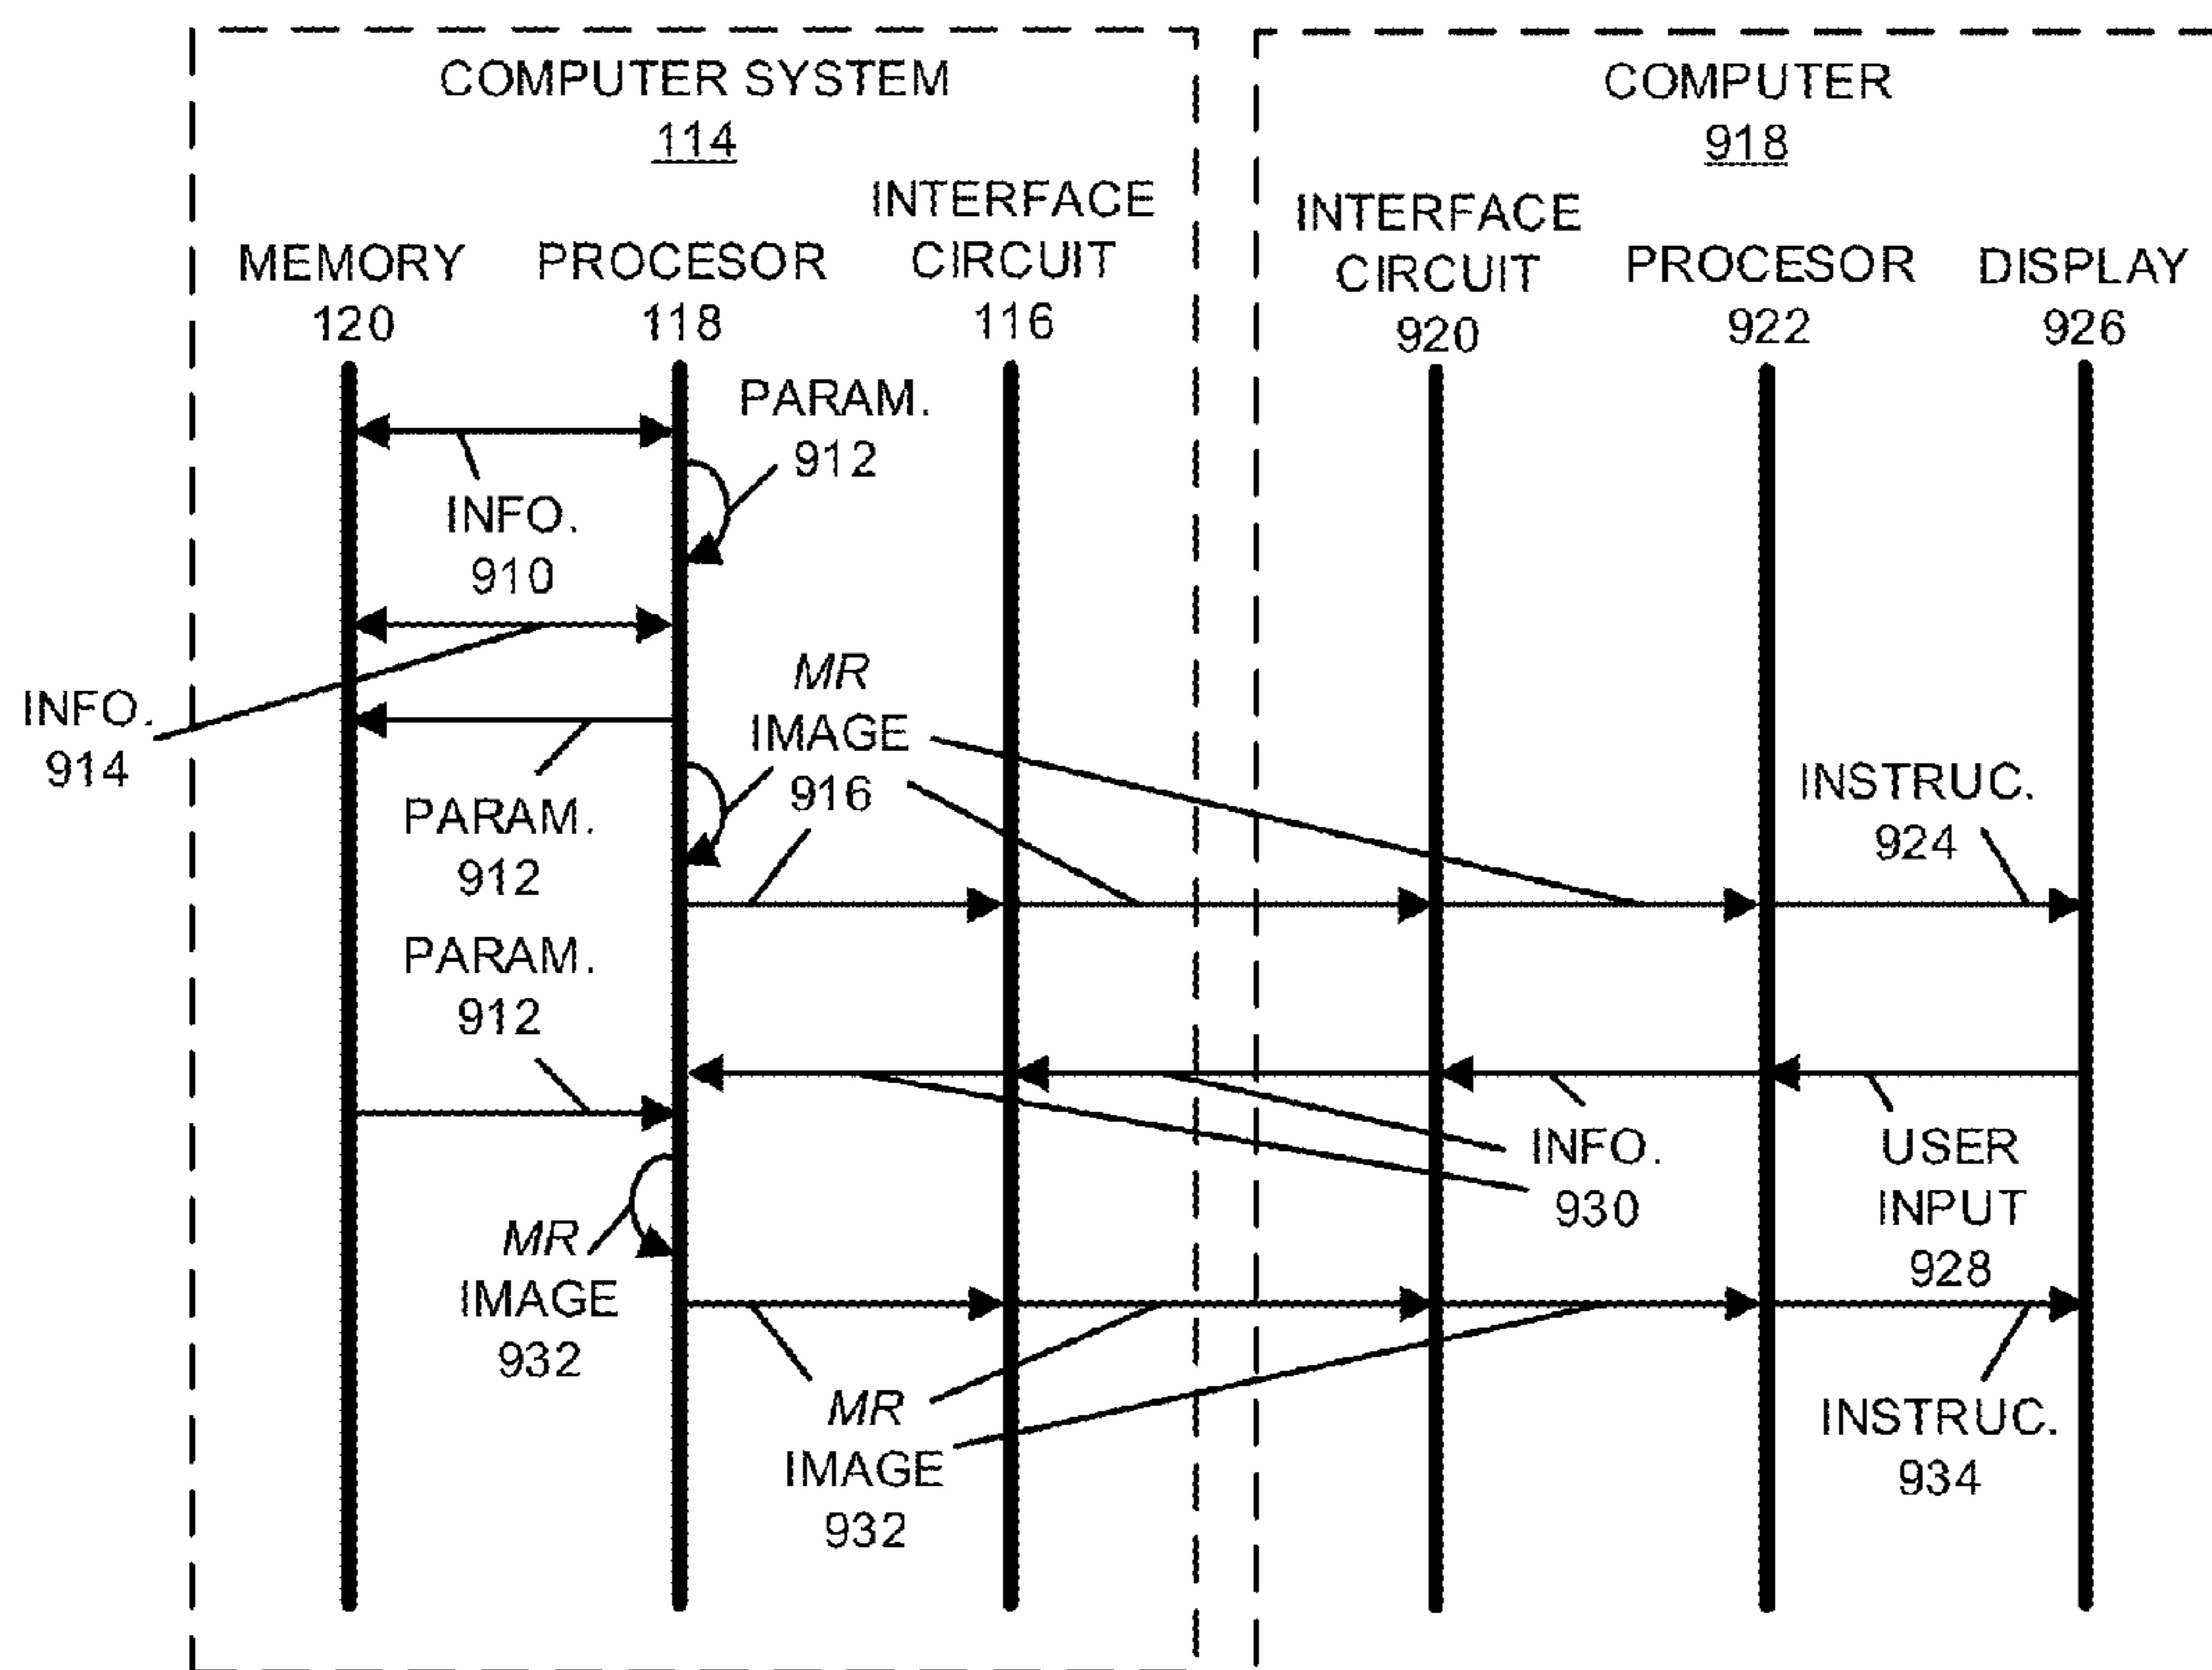 COMPUTER SYSTEM
114
COMPUTER
918
MEMORY
120
PROCESOR
118
INTERFACE
CIRCUIT
116
INTERFACE
CIRCUIT
920
PROCESOR
922
DISPLAY
926
PARAM.
912
INFO.
910
INFO.
914
MR
IMAGE
916
PARAM.
912
INSTRUC.
924
PARAM.
912
INFO.
930
USER
INPUT
928
MR
IMAGE
932
MR
IMAGE
932
INSTRUC.
934